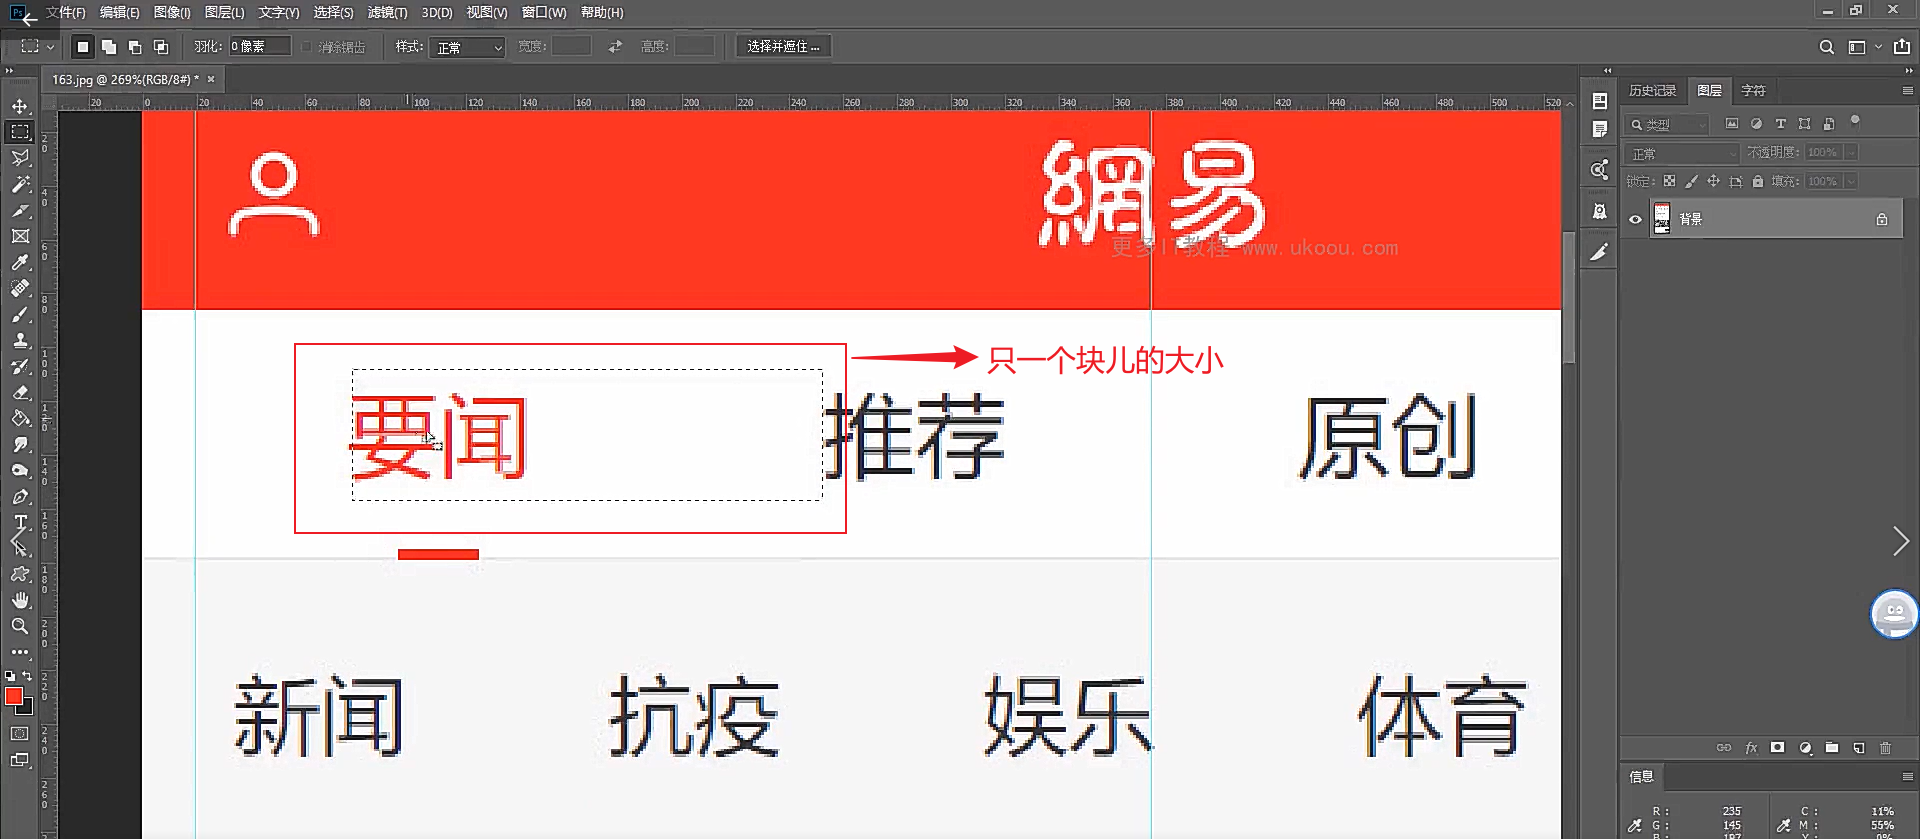 文件(F) 编辑(E) 图像(I) 图层(L) 文字(Y) 选择(S) 滤镜(T) 3D(D) 视图(V) 窗口(W) 帮助(H)
羽化: 0 像素 消除锯齿 样式: 正常 宽度: 高度: 选择并遮住 ...
163.jpg @ 269%(RGB/8#) * ×
20 0 20 40 60 80 100 120 140 160 180 200 220 240 260 280 300 320 340 360 380 400 420 440 460 480 500 520
網易
更多IT教程 www.ukoou.com
只一个块儿的大小
要闻 推荐 原创
新闻 抗疫 娱乐 体育
历史记录 图层 字符
类型
正常 不透明度: 100%
锁定: 填充: 100%
背景
fx
信息
R: 235 C: 11%
G: 145 M: 55%